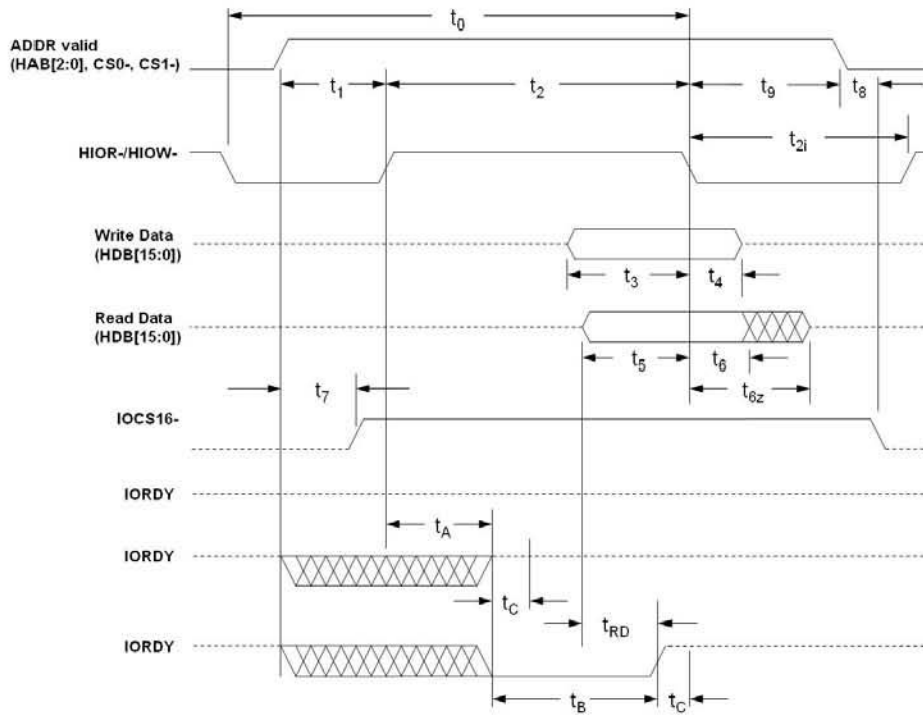 t0
ADDR valid
(HAB[2:0], CS0-, CS1-)
t1
t2
t9
t8
t2i
HIOR-/HIOW-
Write Data
(HDB[15:0])
t3
t4
Read Data
(HDB[15:0])
t5
t6
t7
t6z
IOCS16-
IORDY
tA
IORDY
tC
tRD
IORDY
tB
tC